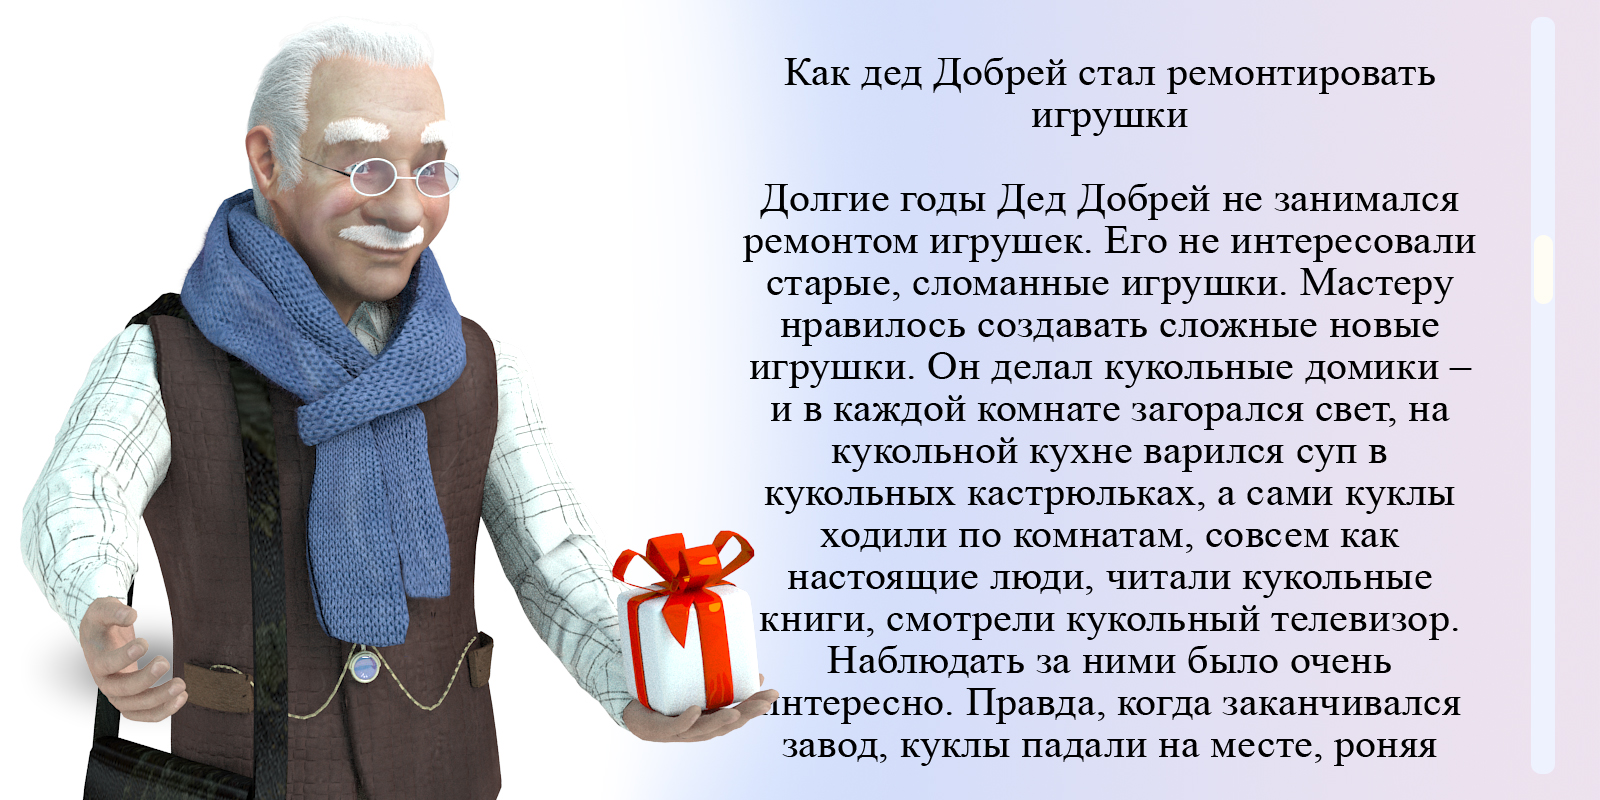 Как дед Добрей стал ремонтировать
игрушки
Долгие годы Дед Добрей не занимался
ремонтом игрушек. Его не интересовали
старые, сломанные игрушки. Мастеру
нравилось создавать сложные новые
игрушки. Он делал кукольные домики –
и в каждой комнате загорался свет, на
кукольной кухне варился суп в
кукольных кастрюльках, а сами куклы
ходили по комнатам, совсем как
настоящие люди, читали кукольные
книги, смотрели кукольный телевизор.
Наблюдать за ними было очень
интересно. Правда, когда заканчивался
завод, куклы падали на месте, роняя